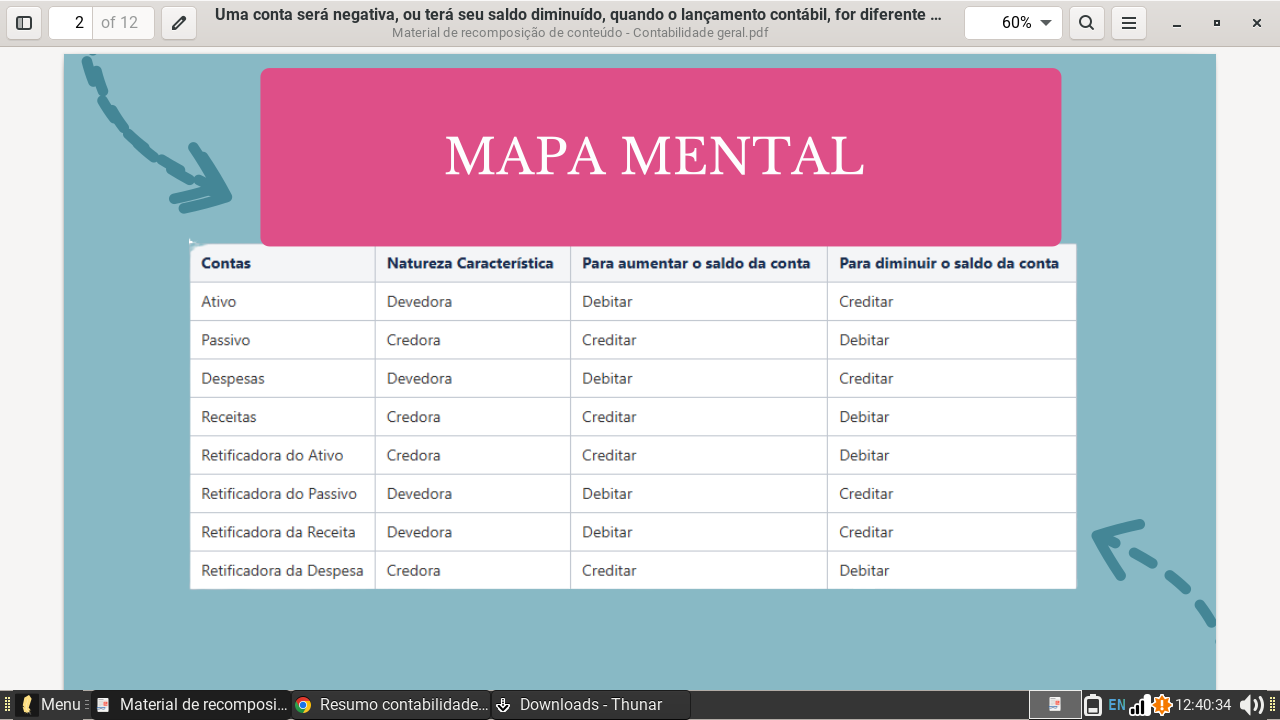 2 of 12
Uma conta será negativa, ou terá seu saldo diminuído, quando o lançamento contábil, for diferente ...
Material de recomposição de conteúdo - Contabilidade geral.pdf
60%
MAPA MENTAL
Contas Natureza Característica Para aumentar o saldo da conta Para diminuir o saldo da conta
Ativo Devedora Debitar Creditar
Passivo Credora Creditar Debitar
Despesas Devedora Debitar Creditar
Receitas Credora Creditar Debitar
Retificadora do Ativo Credora Creditar Debitar
Retificadora do Passivo Devedora Debitar Creditar
Retificadora da Receita Devedora Debitar Creditar
Retificadora da Despesa Credora Creditar Debitar
Menu Material de recomposi... Resumo contabilidade... Downloads - Thunar EN 12:40:34